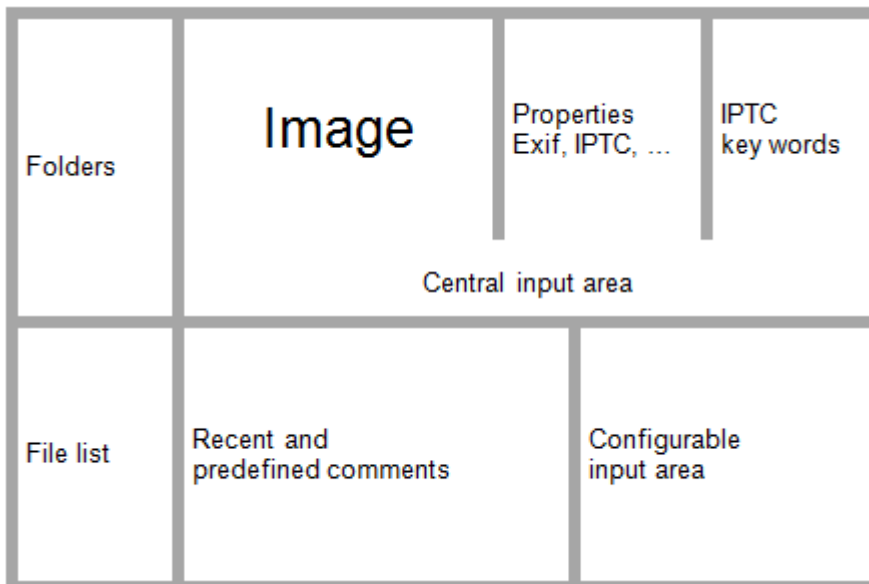 Folders
Image
Properties
Exif, IPTC, ...
IPTC
key words
Central input area
File list
Recent and
predefined comments
Configurable
input area